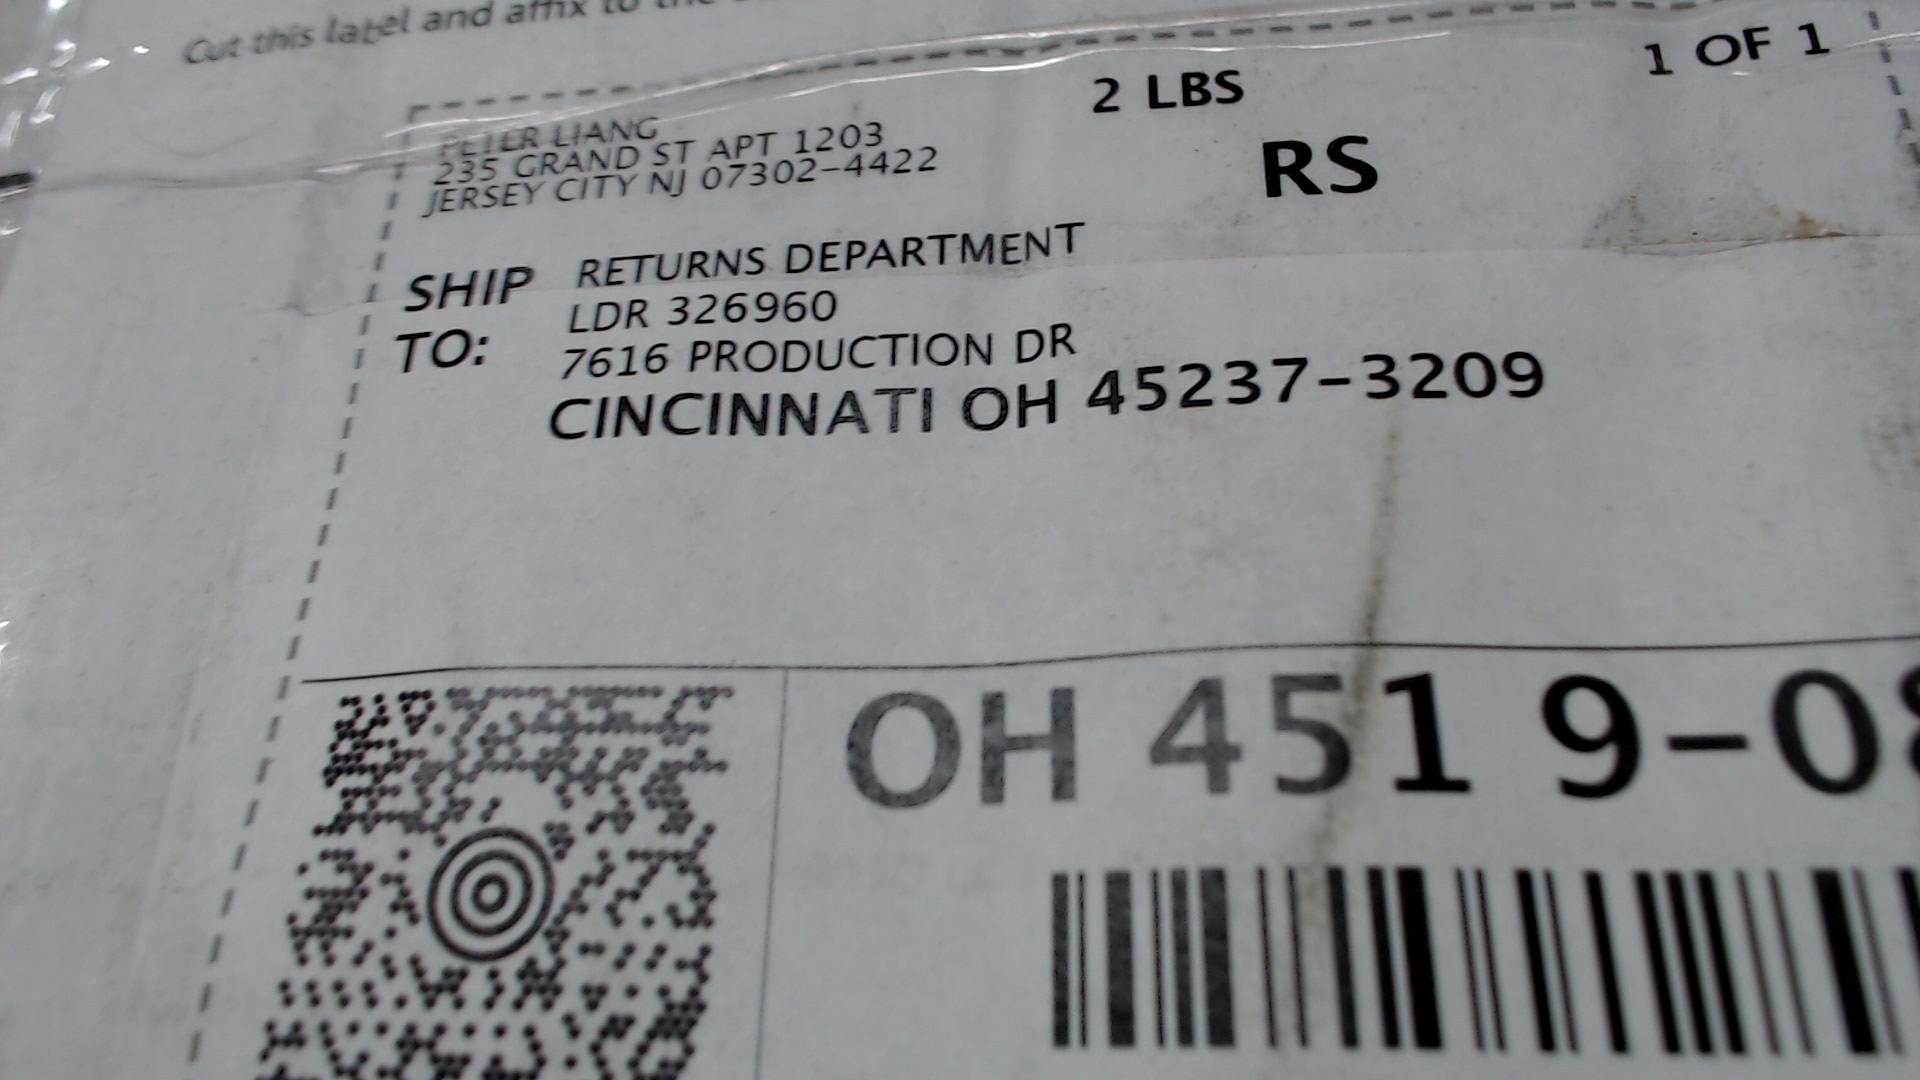 Cut this label and affix to the
1 OF 1
2 LBS
RS
PETER LIANG
235 GRAND ST APT 1203
JERSEY CITY NJ 07302-4422
SHIP TO:
RETURNS DEPARTMENT
LDR 326960
7616 PRODUCTION DR
CINCINNATI OH 45237-3209
OH 451 9-0